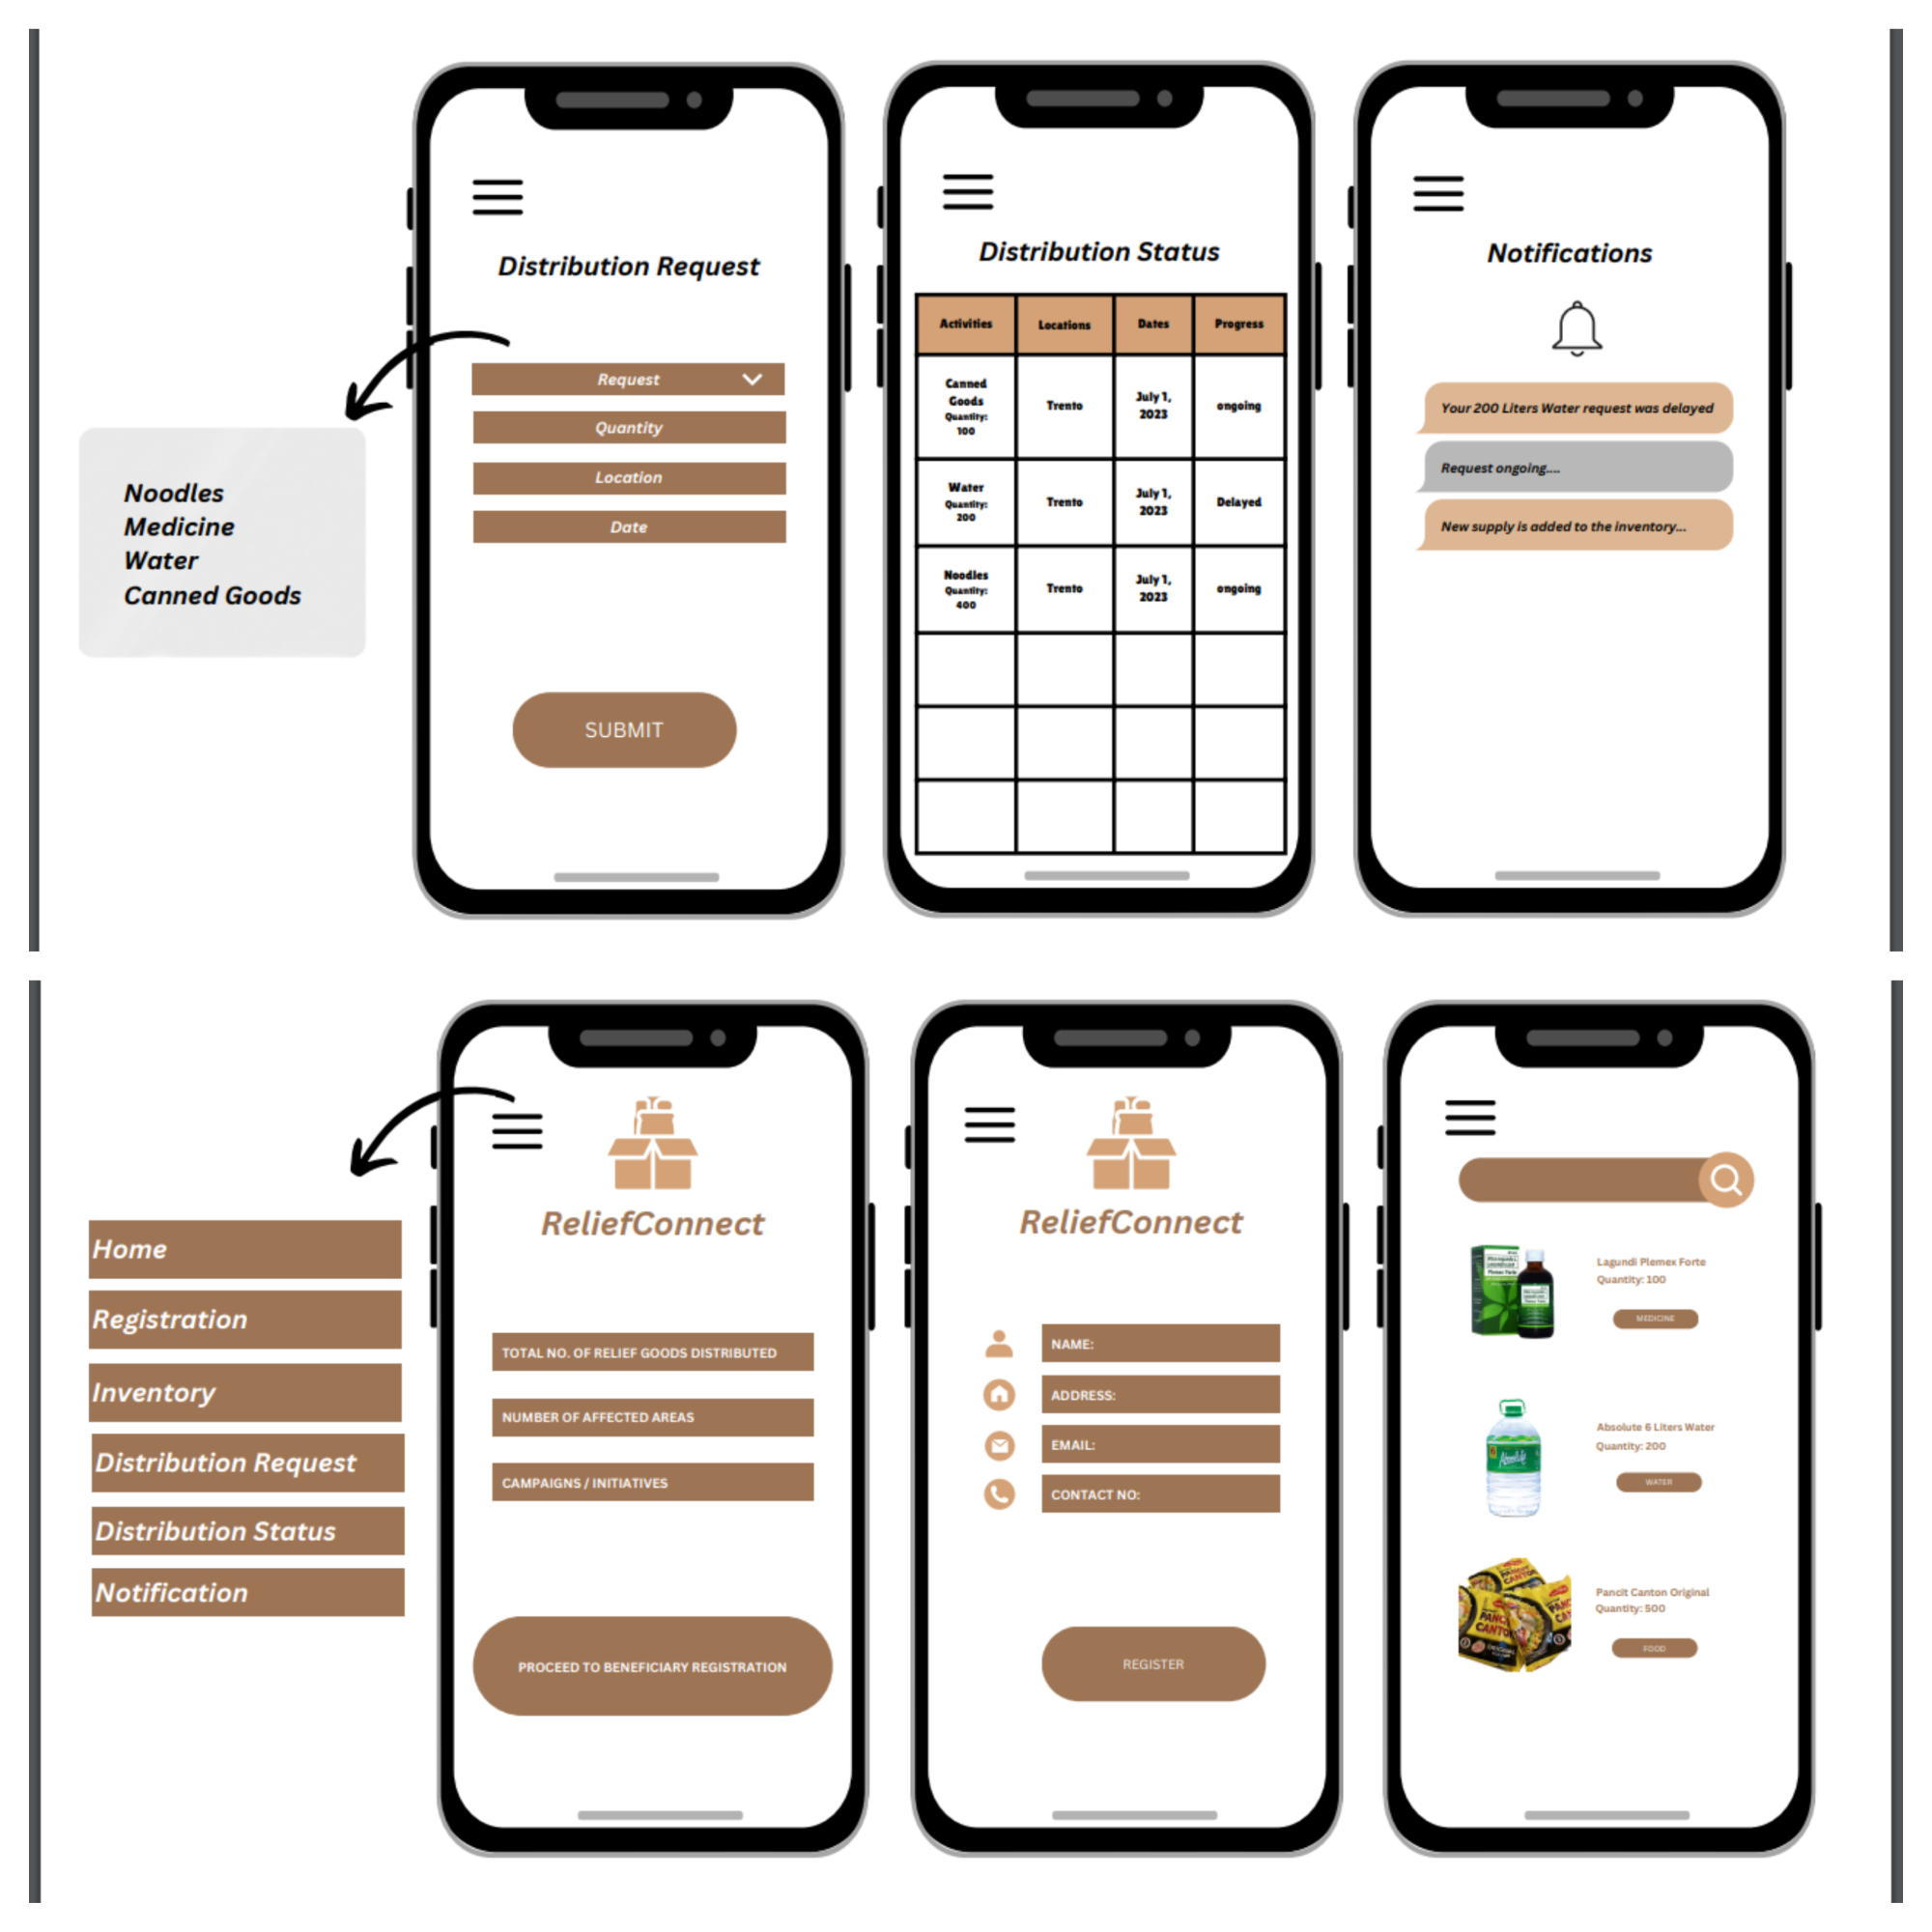 Distribution Request
Request
Quantity
Location
Date
SUBMIT
Noodles
Medicine
Water
Canned Goods
Distribution Status
Activities Locations Dates Progress
Canned
Goods
Quantity:
100
Trento
July 1,
2023
ongoing
Water
Quantity:
200
Trento
July 1,
2023
Delayed
Noodles
Quantity:
400
Trento
July 1,
2023
ongoing
Notifications
Your 200 Liters Water request was delayed
Request ongoing....
New supply is added to the inventory...
Home
Registration
Inventory
Distribution Request
Distribution Status
Notification
ReliefConnect
TOTAL NO. OF RELIEF GOODS DISTRIBUTED
NUMBER OF AFFECTED AREAS
CAMPAIGNS / INITIATIVES
PROCEED TO BENEFICIARY REGISTRATION
ReliefConnect
NAME:
ADDRESS:
EMAIL:
CONTACT NO:
REGISTER
Lagundi Plemex Forte
Quantity: 100
MEDICINE
Absolute 6 Liters Water
Quantity: 200
WATER
Absolute
6
Pancit Canton Original
Quantity: 500
FOOD
PANCIT
CANTON